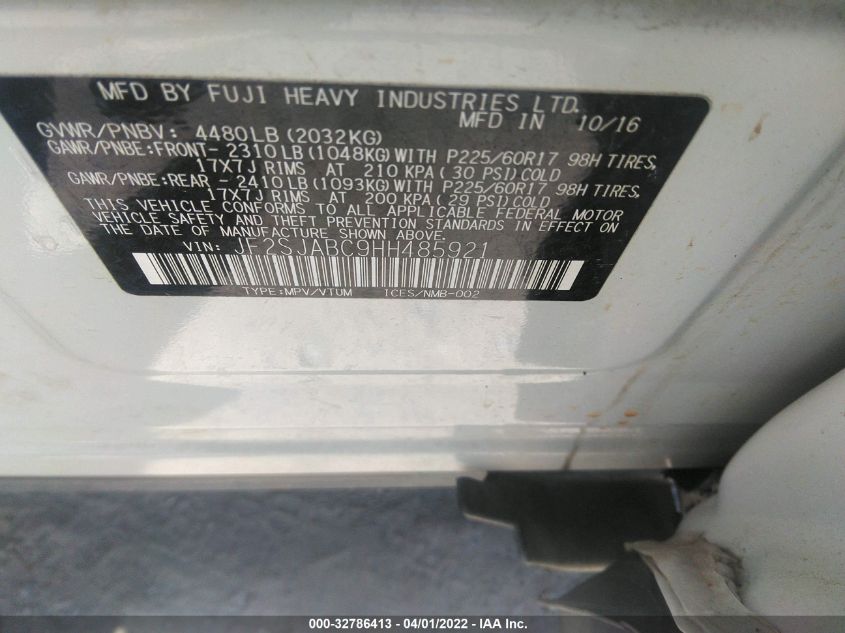 MFD BY FUJI HEAVY INDUSTRIES LTD.
MFD IN 10/16
GVWR/PNBV: 4480LB (2032KG)
GAWR/PNBE:FRONT- 2310LB (1048KG) WITH P225/60R17 98H TIRES,
17X7J RIMS AT 210 KPA ( 30 PSI) COLD
GAWR/PNBE:REAR - 2410LB (1093KG) WITH P225/60R17 98H TIRES,
17X7J RIMS AT 200 KPA ( 29 PSI) COLD
THIS VEHICLE CONFORMS TO ALL APPLICABLE FEDERAL MOTOR
VEHICLE SAFETY AND THEFT PREVENTION STANDARDS IN EFFECT ON
THE DATE OF MANUFACTURE SHOWN ABOVE.
VIN: JF2SJABC9HH485921
TYPE:MPV/VTUM ICES/NMB-002
000-32786413 - 04/01/2022 - IAA Inc.